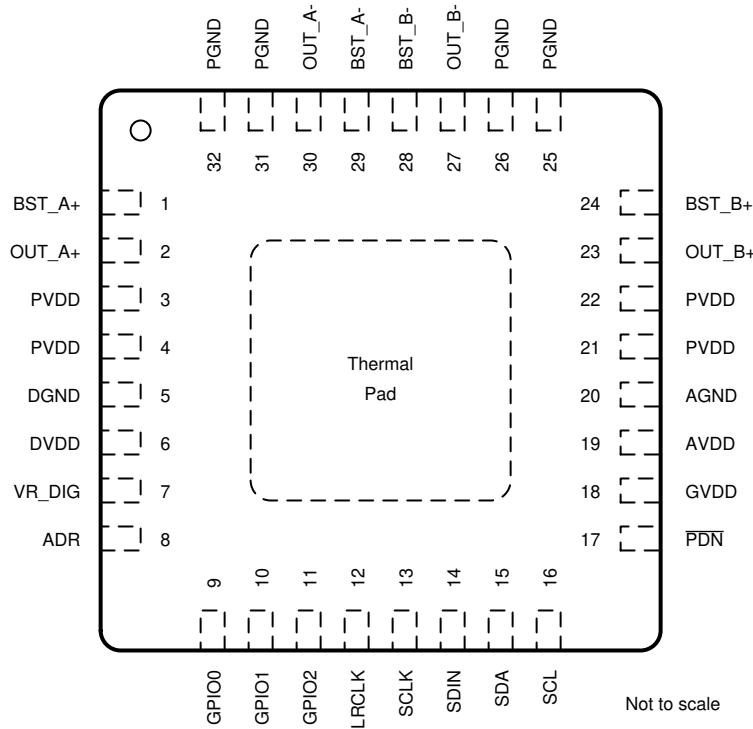 PGND
PGND
OUT_A-
BST_A-
BST_B-
OUT_B-
PGND
PGND
32
31
30
29
28
27
26
25
BST_A+ 1
OUT_A+ 2
PVDD 3
PVDD 4
DGND 5
DVDD 6
VR_DIG 7
ADR 8
Thermal
Pad
24 BST_B+
23 OUT_B+
22 PVDD
21 PVDD
20 AGND
19 AVDD
18 GVDD
17 PDN
9
10
11
12
13
14
15
16
GPIO0
GPIO1
GPIO2
LRCLK
SCLK
SDIN
SDA
SCL
Not to scale